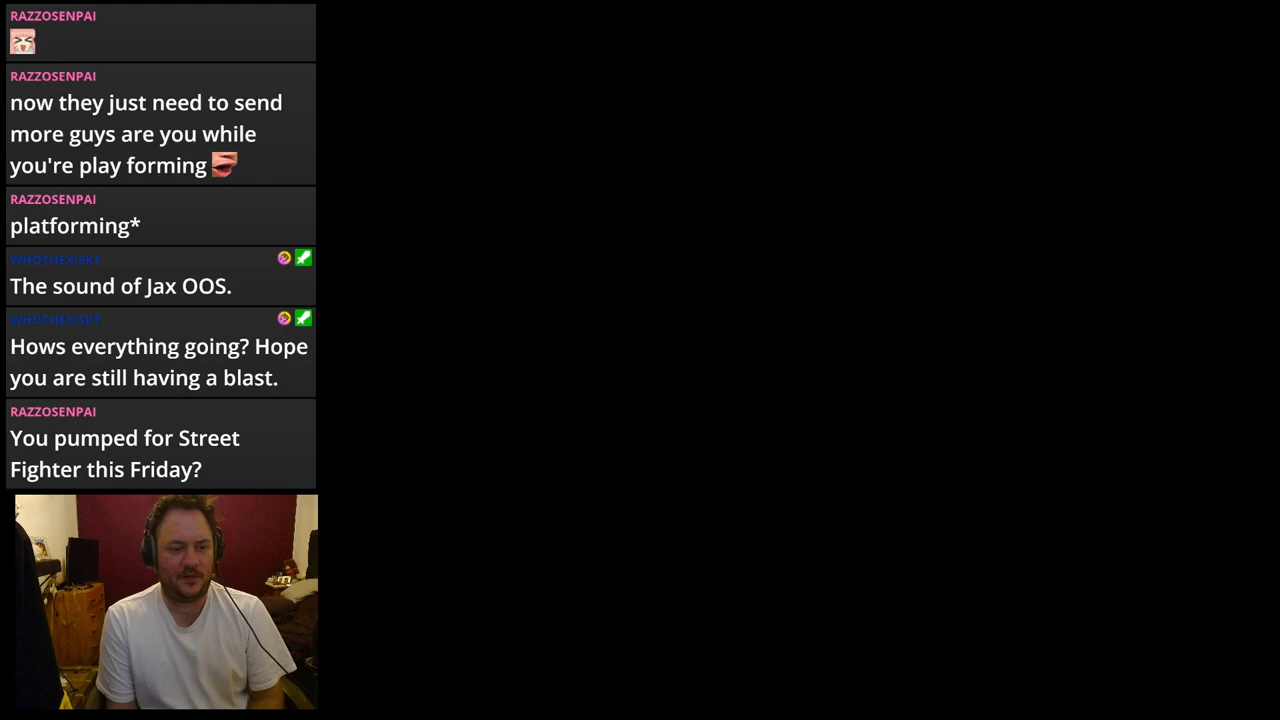 RAZZOSENPAI
RAZZOSENPAI
now they just need to send
more guys are you while
you're play forming
RAZZOSENPAI
platforming*
WHOTHEXISKT
The sound of Jax OOS.
WHOTHEXISKT
Hows everything going? Hope
you are still having a blast.
RAZZOSENPAI
You pumped for Street
Fighter this Friday?